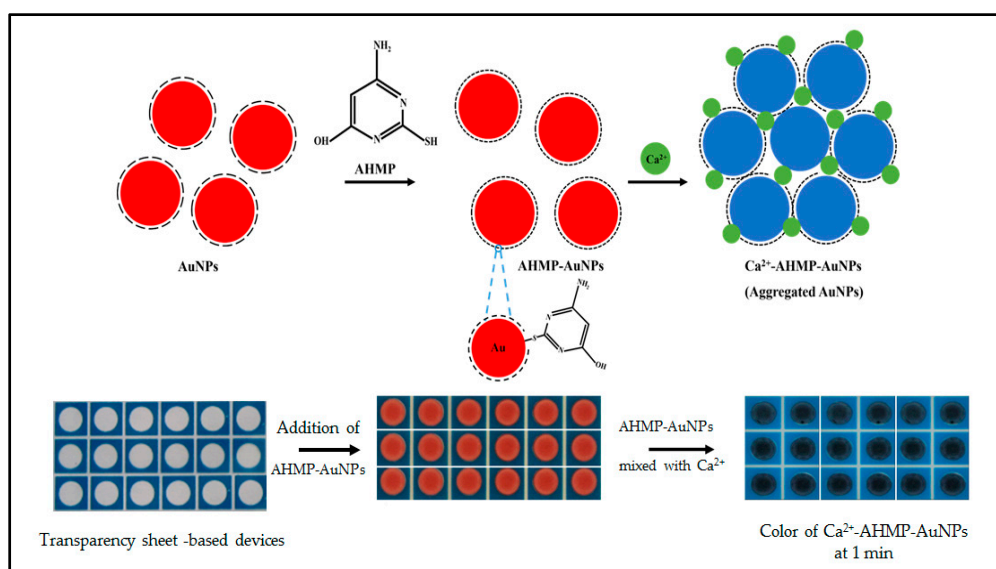 NH₂
N
OH
N
SH
AHMP
Ca²⁺
AuNPs
AHMP-AuNPs
Ca²⁺-AHMP-AuNPs
(Aggregated AuNPs)
NH₂
N
Au
S
N
OH
Addition of
AHMP-AuNPs
AHMP-AuNPs
mixed with Ca²⁺
Transparency sheet -based devices
Color of Ca²⁺-AHMP-AuNPs
at 1 min